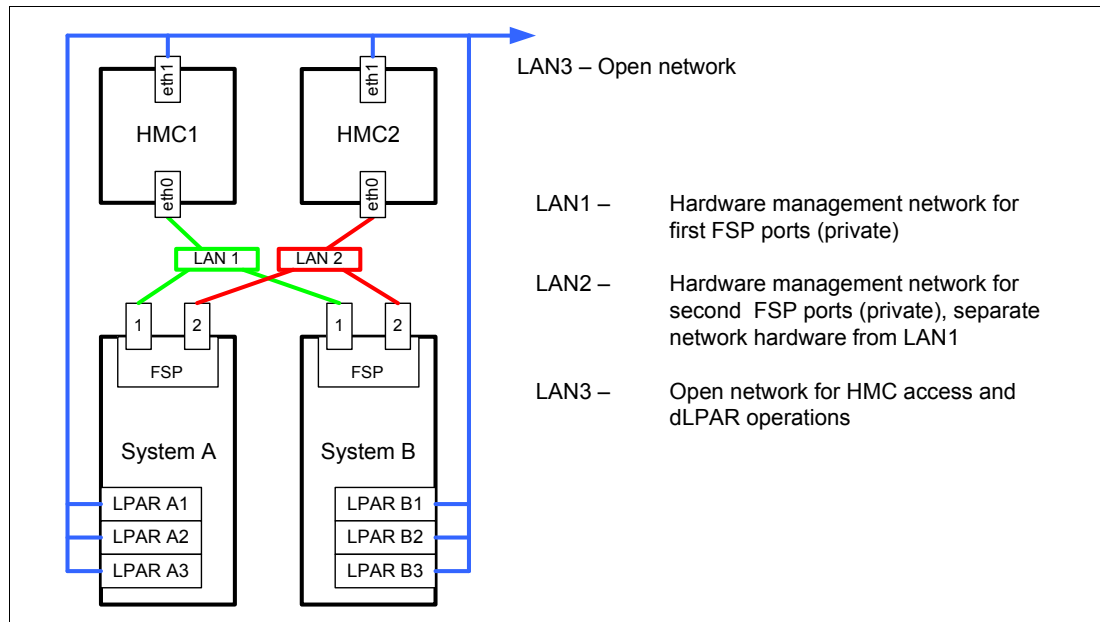 eth1
eth1
LAN3 – Open network
HMC1
HMC2
eth0
eth0
LAN1 – Hardware management network for
first FSP ports (private)
LAN 1
LAN 2
LAN2 – Hardware management network for
second FSP ports (private), separate
network hardware from LAN1
1
2
1
2
FSP
FSP
LAN3 – Open network for HMC access and
dLPAR operations
System A
System B
LPAR A1
LPAR B1
LPAR A2
LPAR B2
LPAR A3
LPAR B3